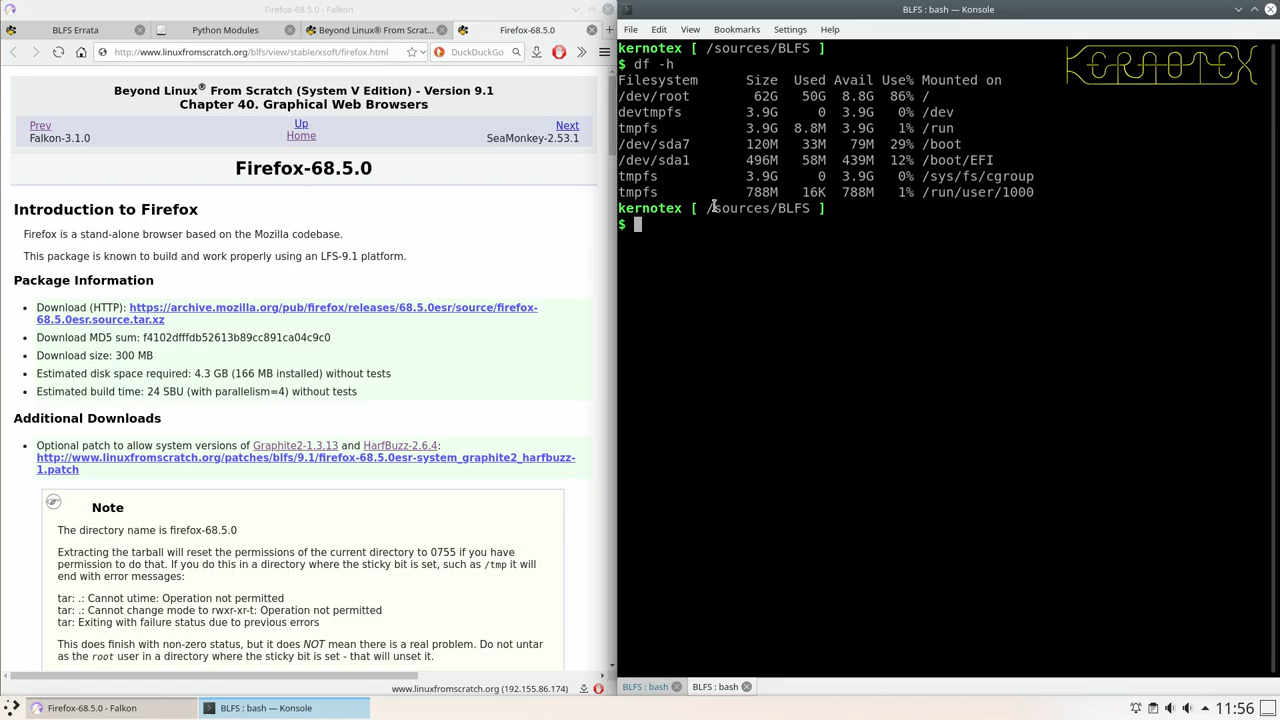 Firefox-68.5.0 - Falkon
BLFS Errata
Python Modules
Beyond Linux® From Scrat...
Firefox-68.5.0
http://www.linuxfromscratch.org/blfs/view/stable/xsoft/firefox.html
DuckDuckGo
Beyond Linux® From Scratch (System V Edition) - Version 9.1
Chapter 40. Graphical Web Browsers
Prev
Up
Next
Falkon-3.1.0
Home
SeaMonkey-2.53.1
Firefox-68.5.0
Introduction to Firefox
Firefox is a stand-alone browser based on the Mozilla codebase.
This package is known to build and work properly using an LFS-9.1 platform.
Package Information
• Download (HTTP): https://archive.mozilla.org/pub/firefox/releases/68.5.0esr/source/firefox-
68.5.0esr.source.tar.xz
• Download MD5 sum: f4102dfffdb52613b89cc891ca04c9c0
• Download size: 300 MB
• Estimated disk space required: 4.3 GB (166 MB installed) without tests
• Estimated build time: 24 SBU (with parallelism=4) without tests
Additional Downloads
• Optional patch to allow system versions of Graphite2-1.3.13 and HarfBuzz-2.6.4:
http://www.linuxfromscratch.org/patches/blfs/9.1/firefox-68.5.0esr-system_graphite2_harfbuzz-
1.patch
Note
The directory name is firefox-68.5.0
Extracting the tarball will reset the permissions of the current directory to 0755 if you have
permission to do that. If you do this in a directory where the sticky bit is set, such as /tmp it will
end with error messages:
tar: .: Cannot utime: Operation not permitted
tar: .: Cannot change mode to rwxr-xr-t: Operation not permitted
tar: Exiting with failure status due to previous errors
This does finish with non-zero status, but it does NOT mean there is a real problem. Do not untar
as the root user in a directory where the sticky bit is set - that will unset it.
www.linuxfromscratch.org (192.155.86.174)
BLFS : bash — Konsole
File Edit View Bookmarks Settings Help
kernotex [ /sources/BLFS ]
$ df -h
Filesystem Size Used Avail Use% Mounted on
/dev/root 62G 50G 8.8G 86% /
devtmpfs 3.9G 0 3.9G 0% /dev
tmpfs 3.9G 8.8M 3.9G 1% /run
/dev/sda7 120M 33M 79M 29% /boot
/dev/sda1 496M 58M 439M 12% /boot/EFI
tmpfs 3.9G 0 3.9G 0% /sys/fs/cgroup
tmpfs 788M 16K 788M 1% /run/user/1000
kernotex [ /sources/BLFS ]
$
KERNOTEX
BLFS : bash
BLFS : bash
Firefox-68.5.0 - Falkon
BLFS : bash — Konsole
11:56